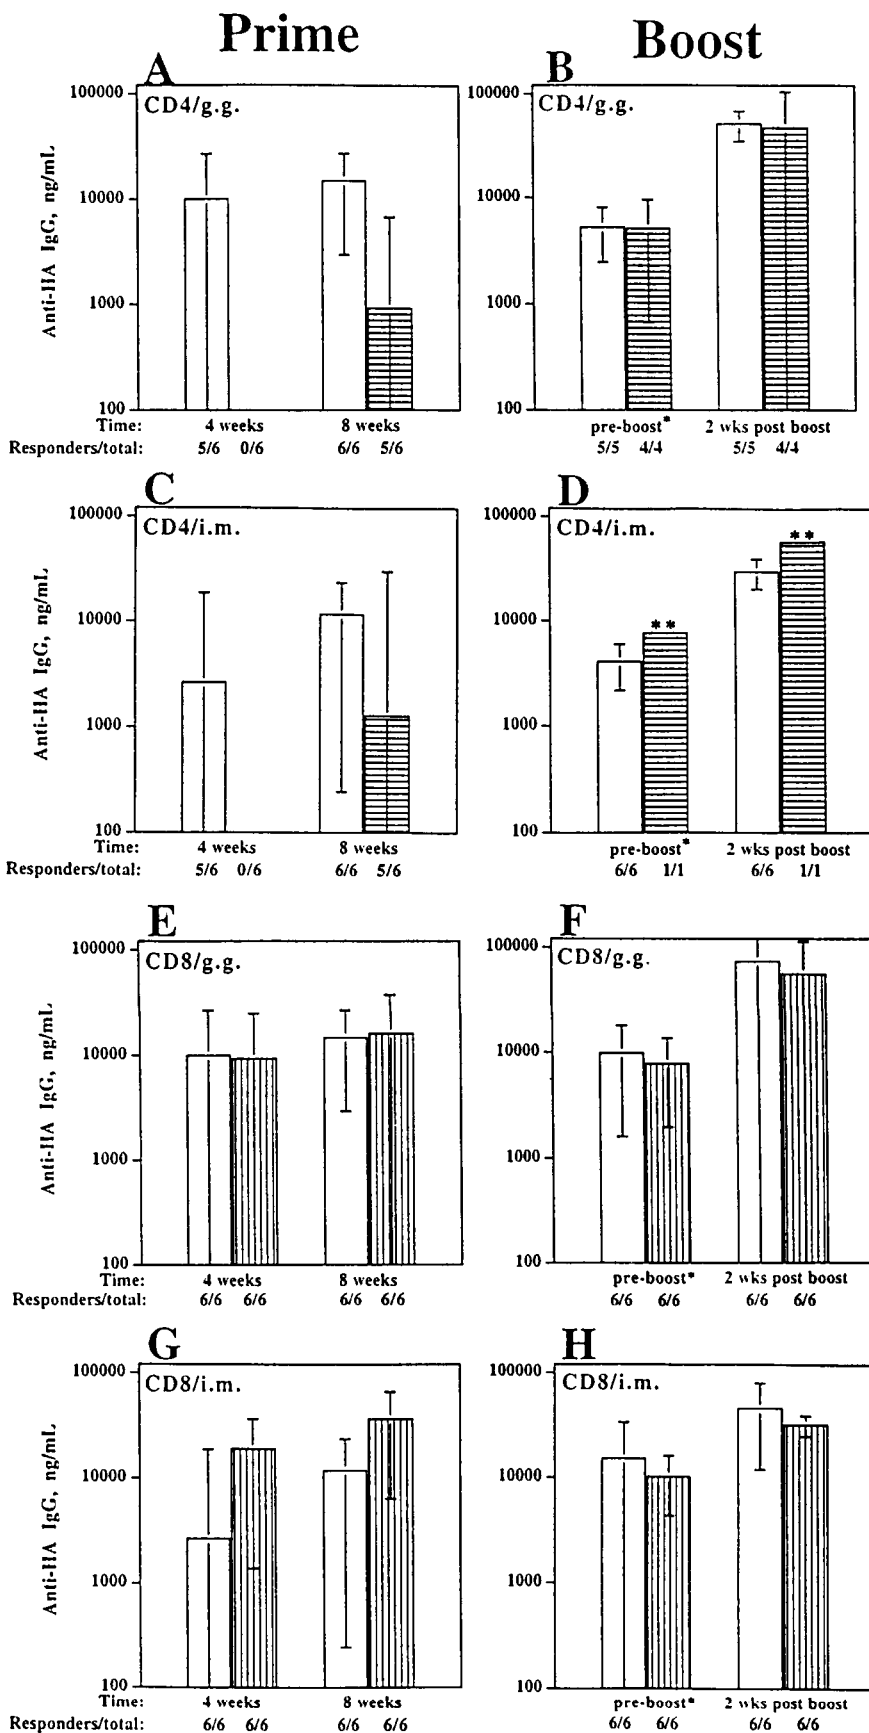 Prime
Boost
A
CD4/g.g.
Anti-HA IgG, ng/mL
100000
10000
1000
100
Time: 4 weeks 8 weeks
Responders/total: 5/6 0/6 6/6 5/6
B
CD4/g.g.
100000
10000
1000
100
pre-boost* 2 wks post boost
5/5 4/4 5/5 4/4
C
CD4/i.m.
Anti-HA IgG, ng/mL
100000
10000
1000
100
Time: 4 weeks 8 weeks
Responders/total: 5/6 0/6 6/6 5/6
D
CD4/i.m.
100000
10000
1000
100
** **
pre-boost* 2 wks post boost
6/6 1/1 6/6 1/1
E
CD8/g.g.
Anti-HA IgG, ng/mL
100000
10000
1000
100
Time: 4 weeks 8 weeks
Responders/total: 6/6 6/6 6/6 6/6
F
CD8/g.g.
100000
10000
1000
100
pre-boost* 2 wks post boost
6/6 6/6 6/6 6/6
G
CD8/i.m.
Anti-HA IgG, ng/mL
100000
10000
1000
100
Time: 4 weeks 8 weeks
Responders/total: 6/6 6/6 6/6 6/6
H
CD8/i.m.
100000
10000
1000
100
pre-boost* 2 wks post boost
6/6 6/6 6/6 6/6